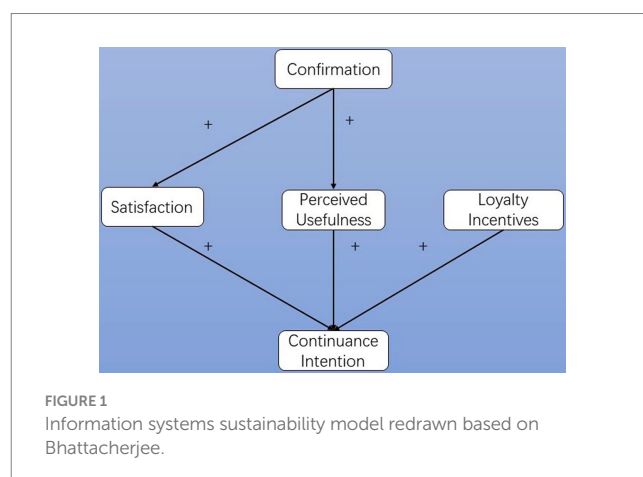 Confirmation
+
+
Satisfaction
Perceived
Usefulness
Loyalty
Incentives
+
+
+
Continuance
Intention
FIGURE 1
Information systems sustainability model redrawn based on
Bhattacherjee.